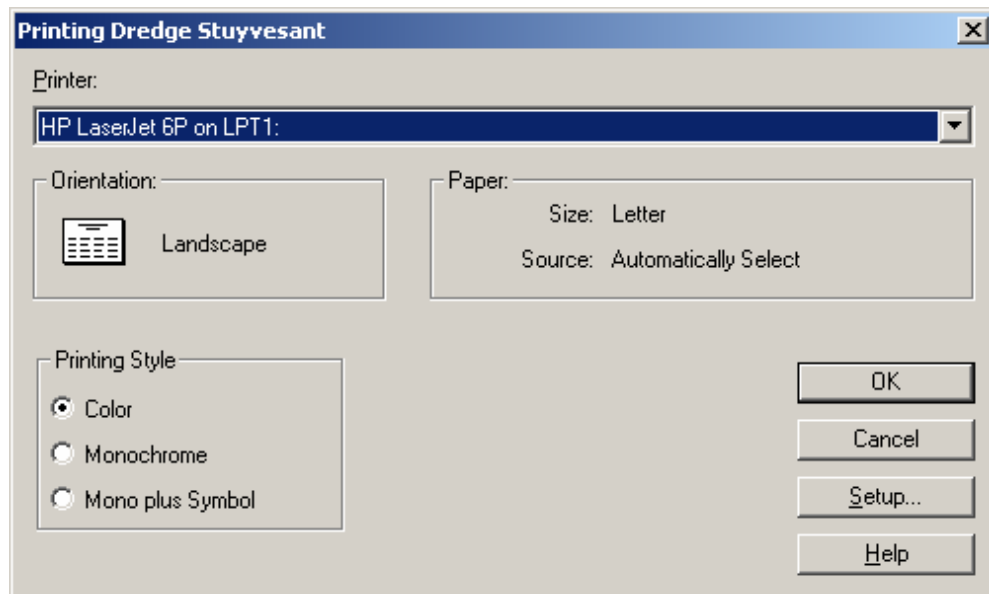 Printing Dredge Stuyvesant
Printer:
HP LaserJet 6P on LPT1:
Orientation:
Landscape
Paper:
Size: Letter
Source: Automatically Select
Printing Style
Color
Monochrome
Mono plus Symbol
OK
Cancel
Setup...
Help